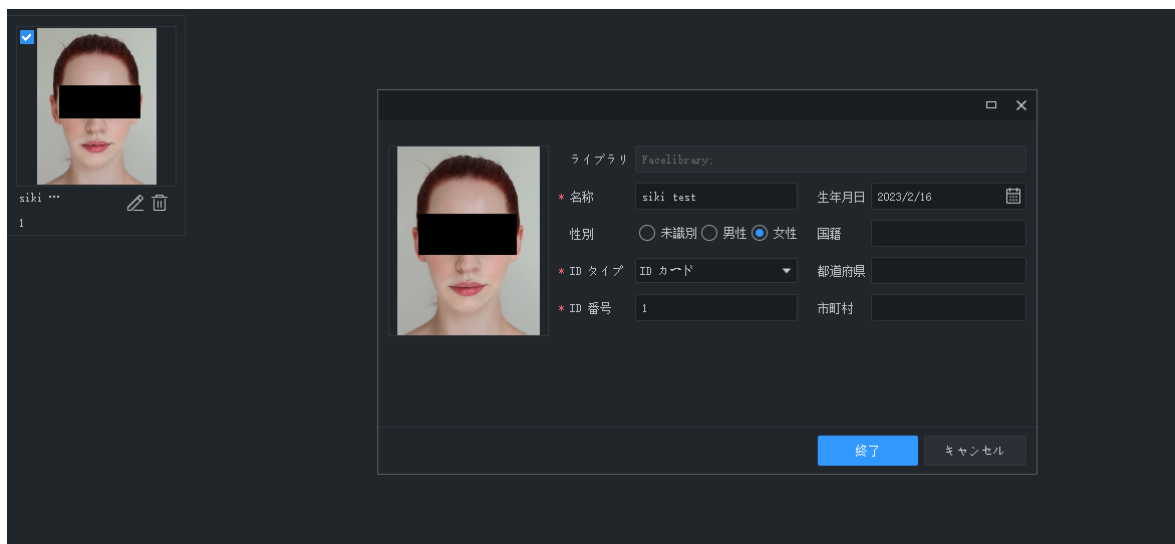 siki …
1
ライブラリ Facelibrary;
* 名称 siki test 生年月日 2023/2/16
性別 未識別 男性 女性 国籍
* ID タイプ ID カード 都道府県
* ID 番号 1 市町村
終了 キャンセル